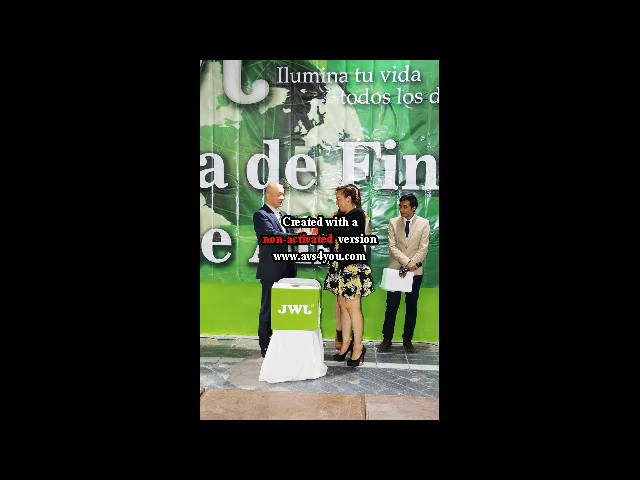 Ilumina tu vida
todos los d
a de Fin
e A
Created with a
non-activated version
www.avs4you.com
JWL